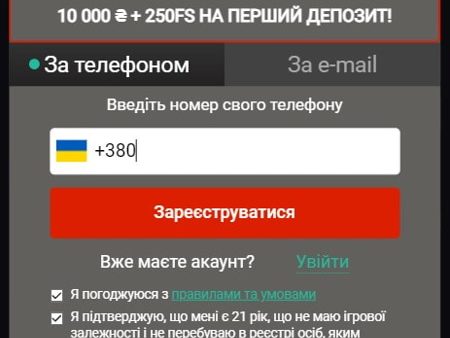 10 000 ₴ + 250FS НА ПЕРШИЙ ДЕПОЗИТ!
За телефоном
За e-mail
Введіть номер свого телефону
+380
Зареєструватися
Вже маєте акаунт? Увійти
Я погоджуюся з правилами та умовами
Я підтверджую, що мені є 21 рік, що не маю ігрової
залежності і не перебуваю в реєстрі осіб, яким